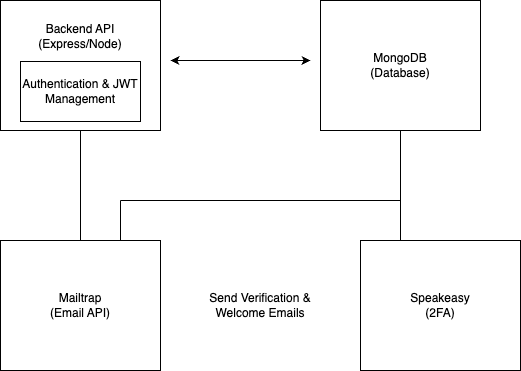 Backend API
(Express/Node)
Authentication & JWT
Management
MongoDB
(Database)
Mailtrap
(Email API)
Send Verification &
Welcome Emails
Speakeasy
(2FA)